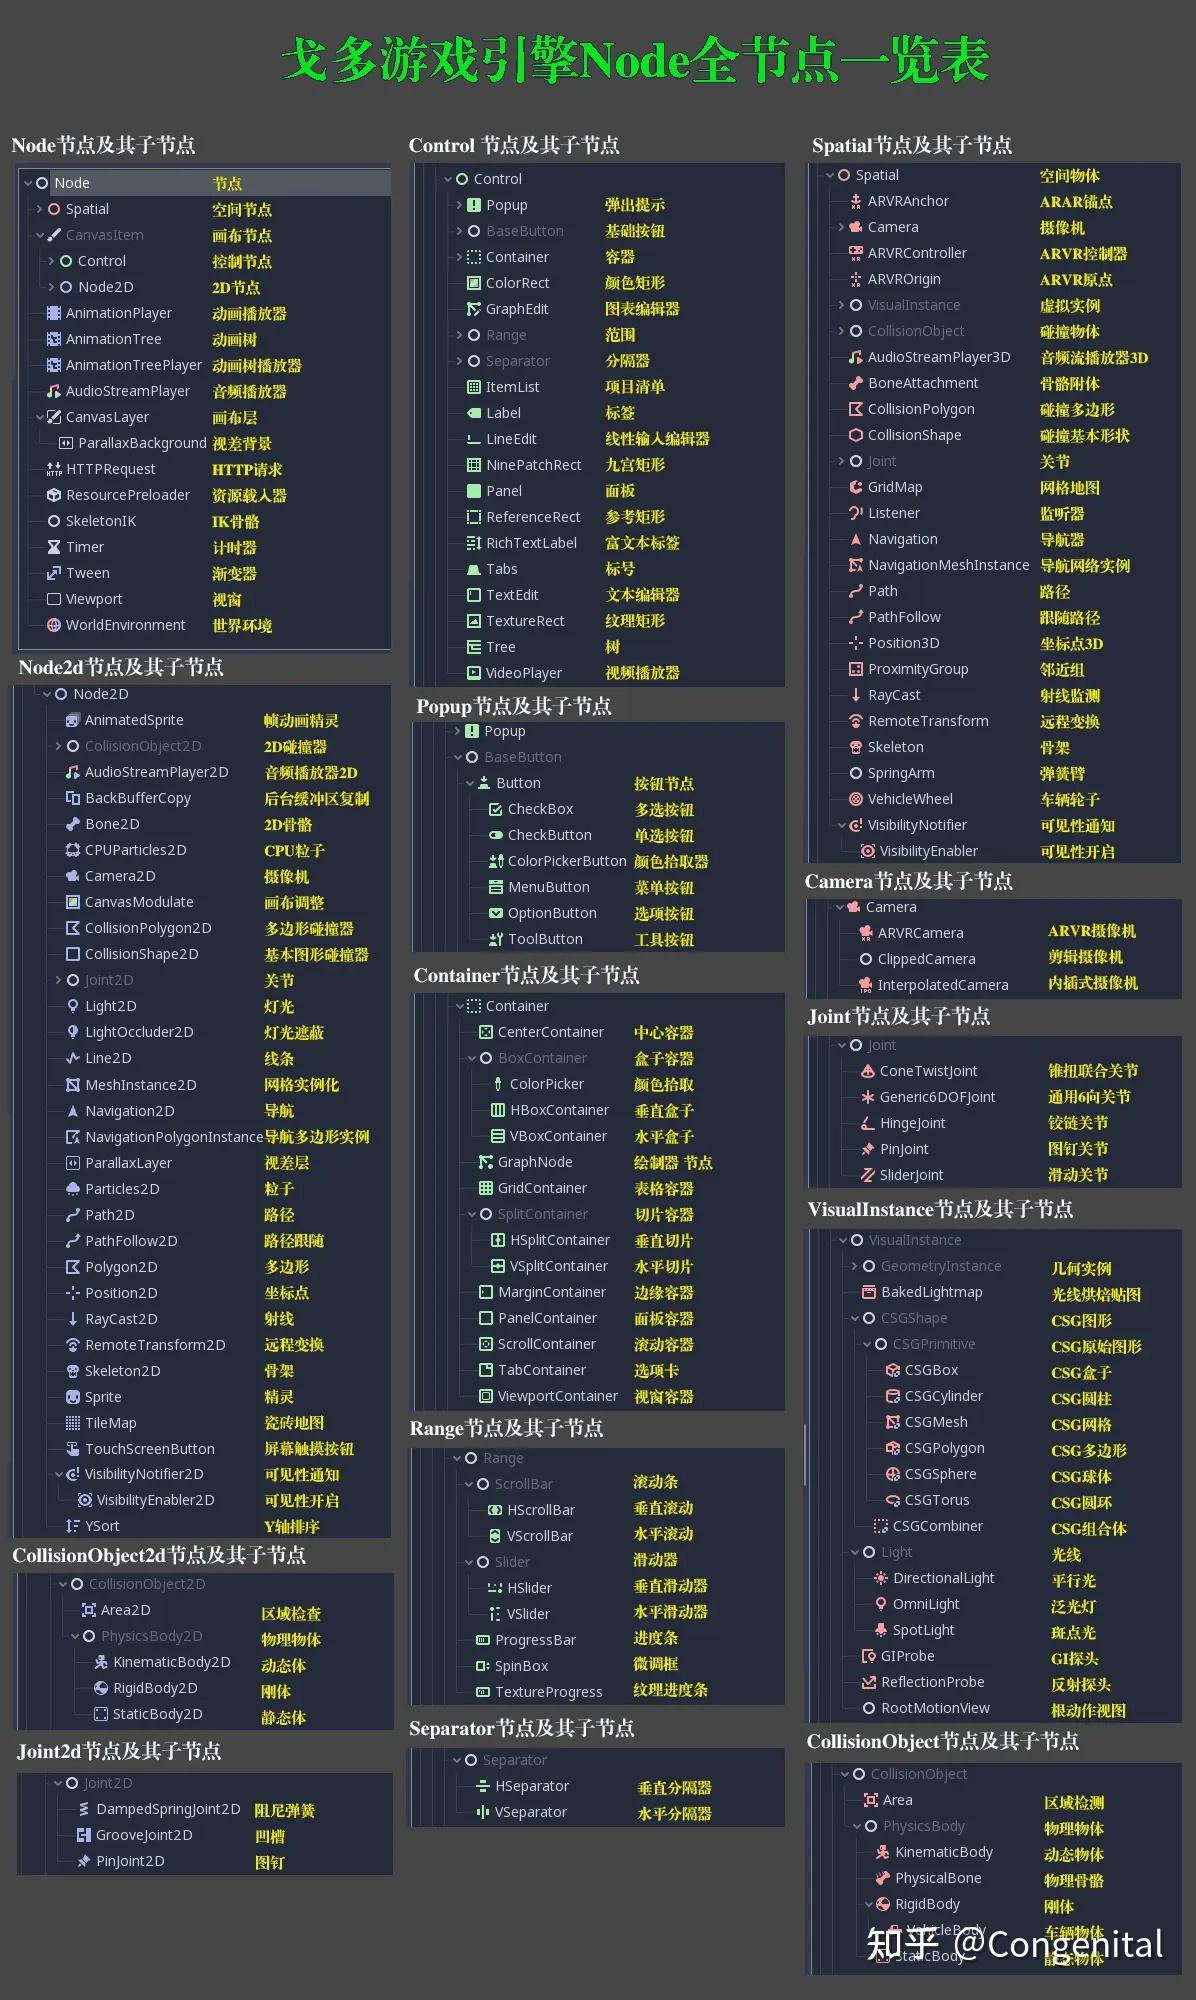 戈多游戏引擎Node全节点一览表
Node节点及其子节点
Node 节点
Spatial 空间节点
CanvasItem 画布节点
Control 控制节点
Node2D 2D节点
AnimationPlayer 动画播放器
AnimationTree 动画树
AnimationTreePlayer 动画树播放器
AudioStreamPlayer 音频播放器
CanvasLayer 画布层
ParallaxBackground 视差背景
HTTPRequest HTTP请求
ResourcePreloader 资源载入器
SkeletonIK IK骨骼
Timer 计时器
Tween 渐变器
Viewport 视窗
WorldEnvironment 世界环境
Node2d节点及其子节点
Node2D
AnimatedSprite 帧动画精灵
CollisionObject2D 2D碰撞器
AudioStreamPlayer2D 音频播放器2D
BackBufferCopy 后台缓冲区复制
Bone2D 2D骨骼
CPUParticles2D CPU粒子
Camera2D 摄像机
CanvasModulate 画布调整
CollisionPolygon2D 多边形碰撞器
CollisionShape2D 基本图形碰撞器
Joint2D 关节
Light2D 灯光
LightOccluder2D 灯光遮蔽
Line2D 线条
MeshInstance2D 网格实例化
Navigation2D 导航
NavigationPolygonInstance 导航多边形实例
ParallaxLayer 视差层
Particles2D 粒子
Path2D 路径
PathFollow2D 路径跟随
Polygon2D 多边形
Position2D 坐标点
RayCast2D 射线
RemoteTransform2D 远程变换
Skeleton2D 骨架
Sprite 精灵
TileMap 瓷砖地图
TouchScreenButton 屏幕触摸按钮
VisibilityNotifier2D 可见性通知
VisibilityEnabler2D 可见性开启
YSort Y轴排序
CollisionObject2d节点及其子节点
CollisionObject2D
Area2D 区域检查
PhysicsBody2D 物理物体
KinematicBody2D 动态体
RigidBody2D 刚体
StaticBody2D 静态体
Joint2d节点及其子节点
Joint2D
DampedSpringJoint2D 阻尼弹簧
GrooveJoint2D 凹槽
PinJoint2D 图钉
Control 节点及其子节点
Control
Popup 弹出提示
BaseButton 基础按钮
Container 容器
ColorRect 颜色矩形
GraphEdit 图表编辑器
Range 范围
Separator 分隔器
ItemList 项目清单
Label 标签
LineEdit 线性输入编辑器
NinePatchRect 九宫矩形
Panel 面板
ReferenceRect 参考矩形
RichTextLabel 富文本标签
Tabs 标号
TextEdit 文本编辑器
TextureRect 纹理矩形
Tree 树
VideoPlayer 视频播放器
Popup节点及其子节点
Popup
BaseButton
Button 按钮节点
CheckBox 多选按钮
CheckButton 单选按钮
ColorPickerButton 颜色拾取器
MenuButton 菜单按钮
OptionButton 选项按钮
ToolButton 工具按钮
Container节点及其子节点
Container
CenterContainer 中心容器
BoxContainer 盒子容器
ColorPicker 颜色拾取
HBoxContainer 垂直盒子
VBoxContainer 水平盒子
GraphNode 绘制器 节点
GridContainer 表格容器
SplitContainer 切片容器
HSplitContainer 垂直切片
VSplitContainer 水平切片
MarginContainer 边缘容器
PanelContainer 面板容器
ScrollContainer 滚动容器
TabContainer 选项卡
ViewportContainer 视窗容器
Range节点及其子节点
Range
ScrollBar 滚动条
HScrollBar 垂直滚动
VScrollBar 水平滚动
Slider 滑动器
HSlider 垂直滑动器
VSlider 水平滑动器
ProgressBar 进度条
SpinBox 微调框
TextureProgress 纹理进度条
Separator节点及其子节点
Separator
HSeparator 垂直分隔器
VSeparator 水平分隔器
Spatial节点及其子节点
Spatial 空间物体
ARVRAnchor ARAR锚点
Camera 摄像机
ARVRController ARVR控制器
ARVROrigin ARVR原点
VisualInstance 虚拟实例
CollisionObject 碰撞物体
AudioStreamPlayer3D 音频流播放器3D
BoneAttachment 骨骼附体
CollisionPolygon 碰撞多边形
CollisionShape 碰撞基本形状
Joint 关节
GridMap 网格地图
Listener 监听器
Navigation 导航器
NavigationMeshInstance 导航网络实例
Path 路径
PathFollow 跟随路径
Position3D 坐标点3D
ProximityGroup 邻近组
RayCast 射线监测
RemoteTransform 远程变换
Skeleton 骨架
SpringArm 弹簧臂
VehicleWheel 车辆轮子
VisibilityNotifier 可见性通知
VisibilityEnabler 可见性开启
Camera节点及其子节点
Camera
ARVRCamera ARVR摄像机
ClippedCamera 剪辑摄像机
InterpolatedCamera 内插式摄像机
Joint节点及其子节点
Joint
ConeTwistJoint 锥扭联合关节
Generic6DOFJoint 通用6向关节
HingeJoint 铰链关节
PinJoint 图钉关节
SliderJoint 滑动关节
VisualInstance节点及其子节点
VisualInstance
GeometryInstance 几何实例
BakedLightmap 光线烘焙贴图
CSGShape CSG图形
CSGPrimitive CSG原始图形
CSGBox CSG盒子
CSGCylinder CSG圆柱
CSGMesh CSG网格
CSGPolygon CSG多边形
CSGSphere CSG球体
CSGTorus CSG圆环
CSGCombiner CSG组合体
Light 光线
DirectionalLight 平行光
OmniLight 泛光灯
SpotLight 斑点光
GIProbe GI探头
ReflectionProbe 反射探头
RootMotionView 根动作视图
CollisionObject节点及其子节点
CollisionObject
Area 区域检测
PhysicsBody 物理物体
KinematicBody 动态物体
PhysicalBone 物理骨骼
RigidBody 刚体
VehicleBody 车辆物体
StaticBody 静态物体
知乎 @Congenital